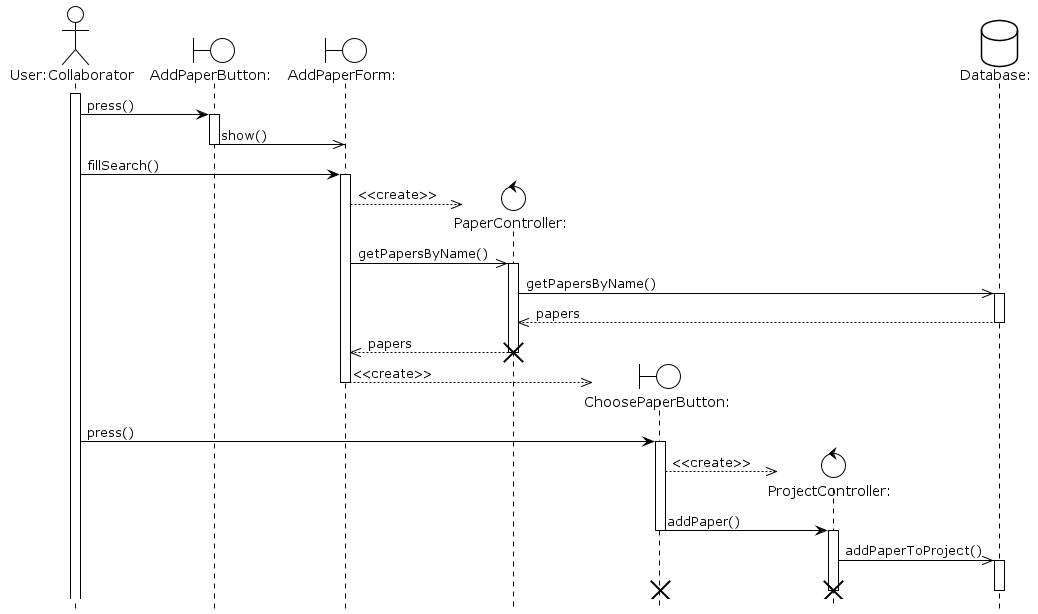 User:Collaborator
AddPaperButton:
AddPaperForm:
Database:
press()
show()
fillSearch()
<<create>>
PaperController:
getPapersByName()
getPapersByName()
papers
papers
<<create>>
ChoosePaperButton:
press()
<<create>>
ProjectController:
addPaper()
addPaperToProject()